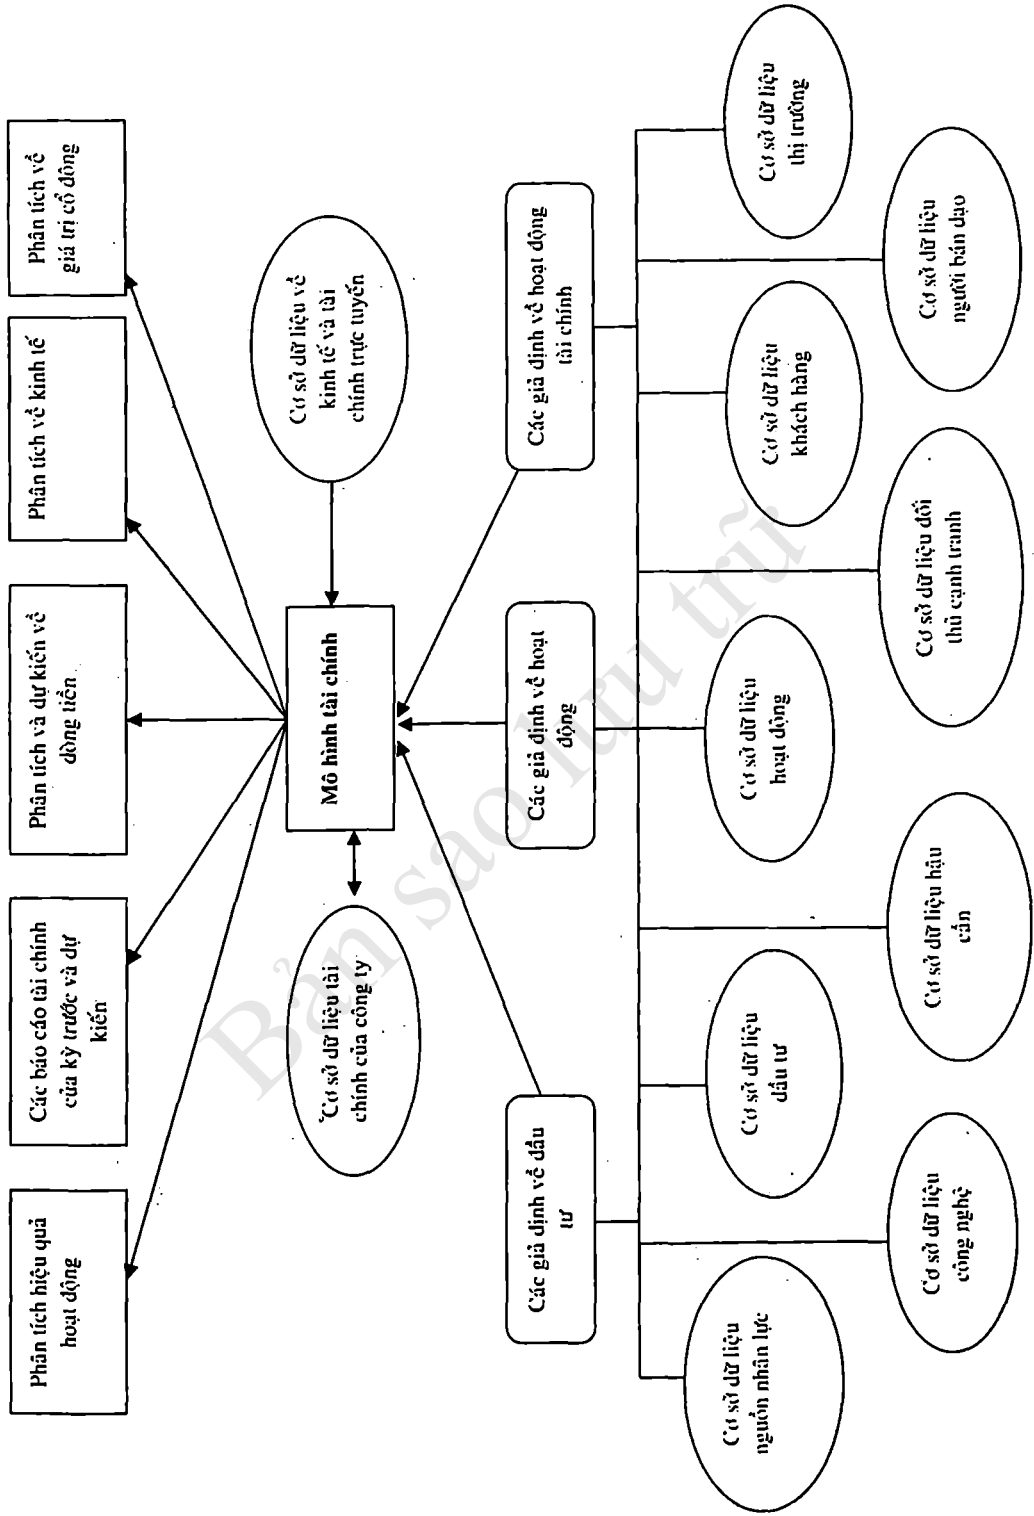 Phân tích hiệu quả
hoạt động
Các báo cáo tài chính
của kỳ trước và dự
kiến
Phân tích và dự kiến về
dòng tiền
Phân tích về kinh tế
Phân tích về
giá trị cổ đông
Cơ sở dữ liệu tài
chính của công ty
Mô hình tài chính
Cơ sở dữ liệu về
kinh tế và tài
chính trực tuyến
Các giả định về đầu
tư
Các giả định về hoạt
động
Các giả định về hoạt động
tài chính
Cơ sở dữ liệu
nguồn nhân lực
Cơ sở dữ liệu
đầu tư
Cơ sở dữ liệu
hoạt động
Cơ sở dữ liệu
khách hàng
Cơ sở dữ liệu
thị trường
Cơ sở dữ liệu
công nghệ
Cơ sở dữ liệu hậu
cần
Cơ sở dữ liệu đối
thủ cạnh tranh
Cơ sở dữ liệu
người bán dạo
Bản sao lưu trữ